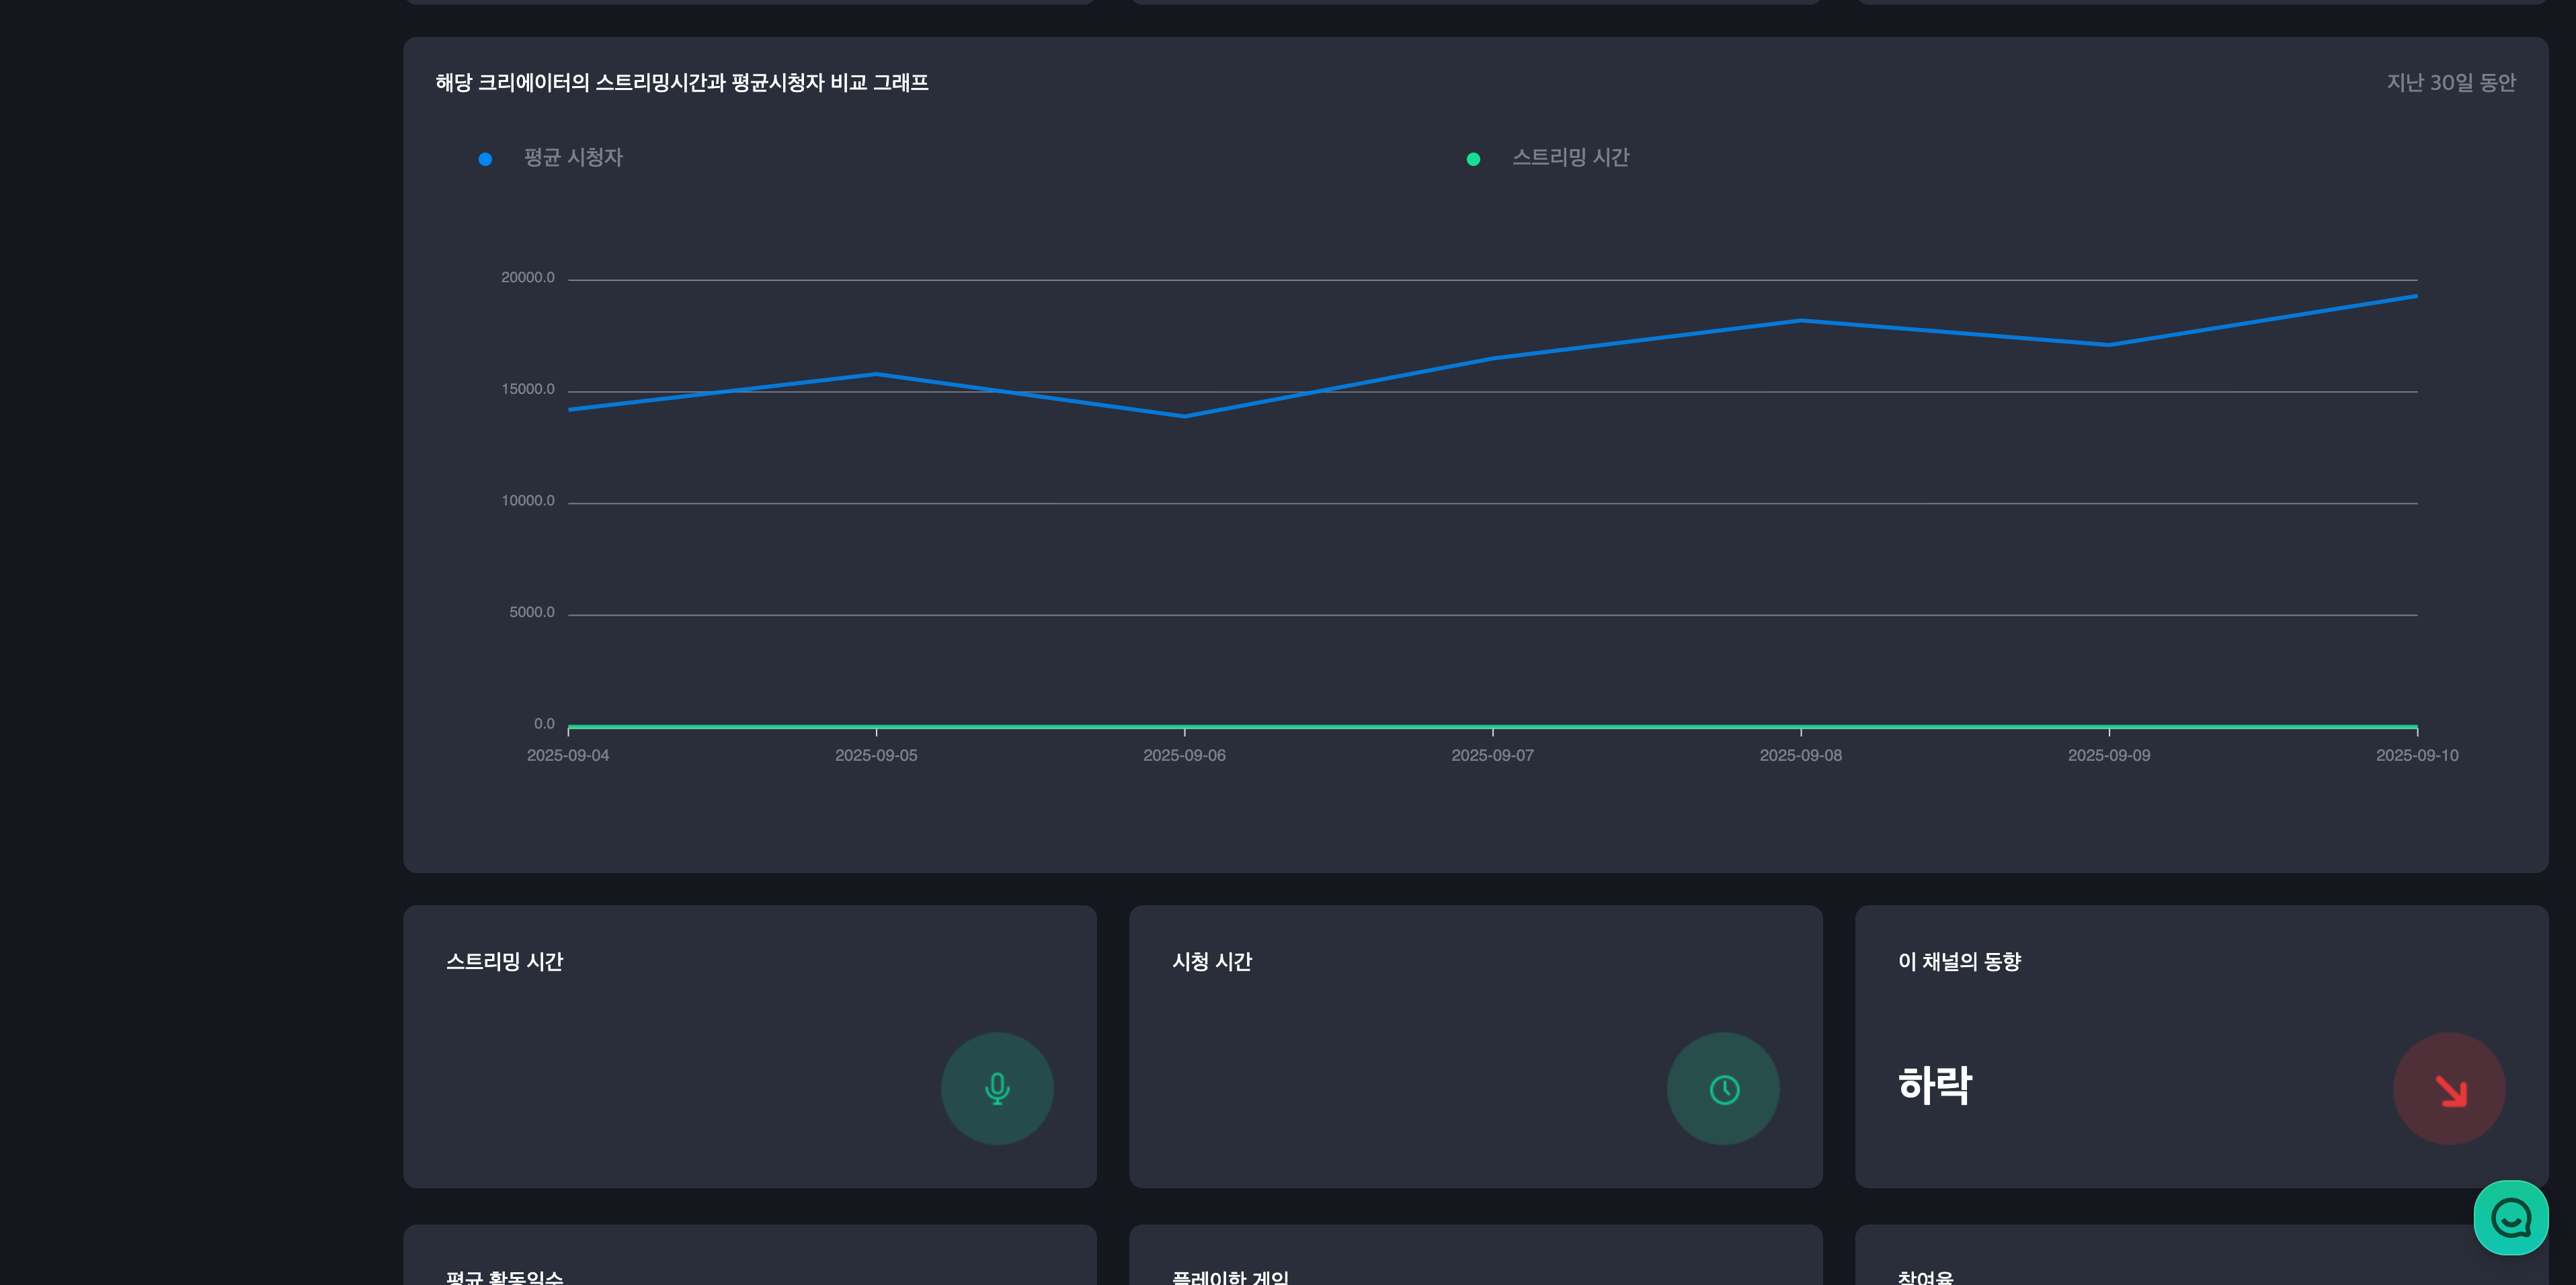 해당 크리에이터의 스트리밍시간과 평균시청자 비교 그래프
지난 30일 동안
평균 시청자
스트리밍 시간
20000.0
15000.0
10000.0
5000.0
0.0
2025-09-04 2025-09-05 2025-09-06 2025-09-07 2025-09-08 2025-09-09 2025-09-10
스트리밍 시간
시청 시간
이 채널의 동향
하락
평균 활동일수
플레이한 게임
참여율